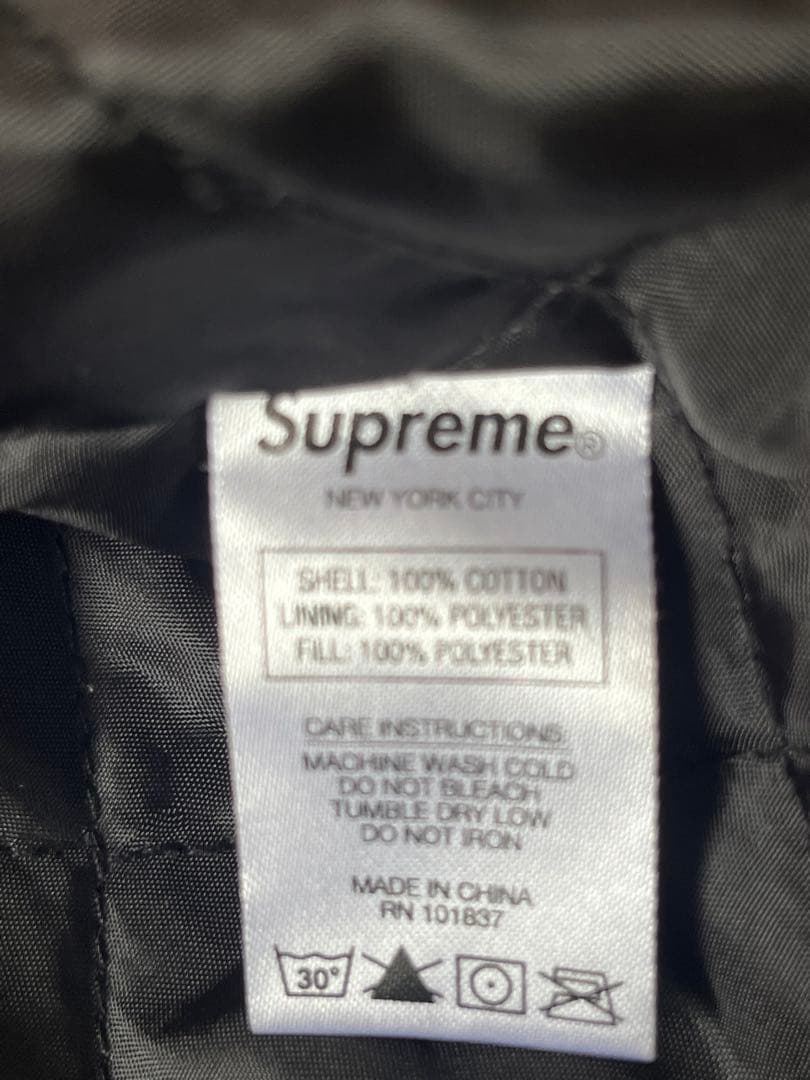 Supreme®
NEW YORK CITY
SHELL: 100% COTTON
LINING: 100% POLYESTER
FILL: 100% POLYESTER
CARE INSTRUCTIONS:
MACHINE WASH COLD
DO NOT BLEACH
TUMBLE DRY LOW
DO NOT IRON
MADE IN CHINA
RN 101837
30°